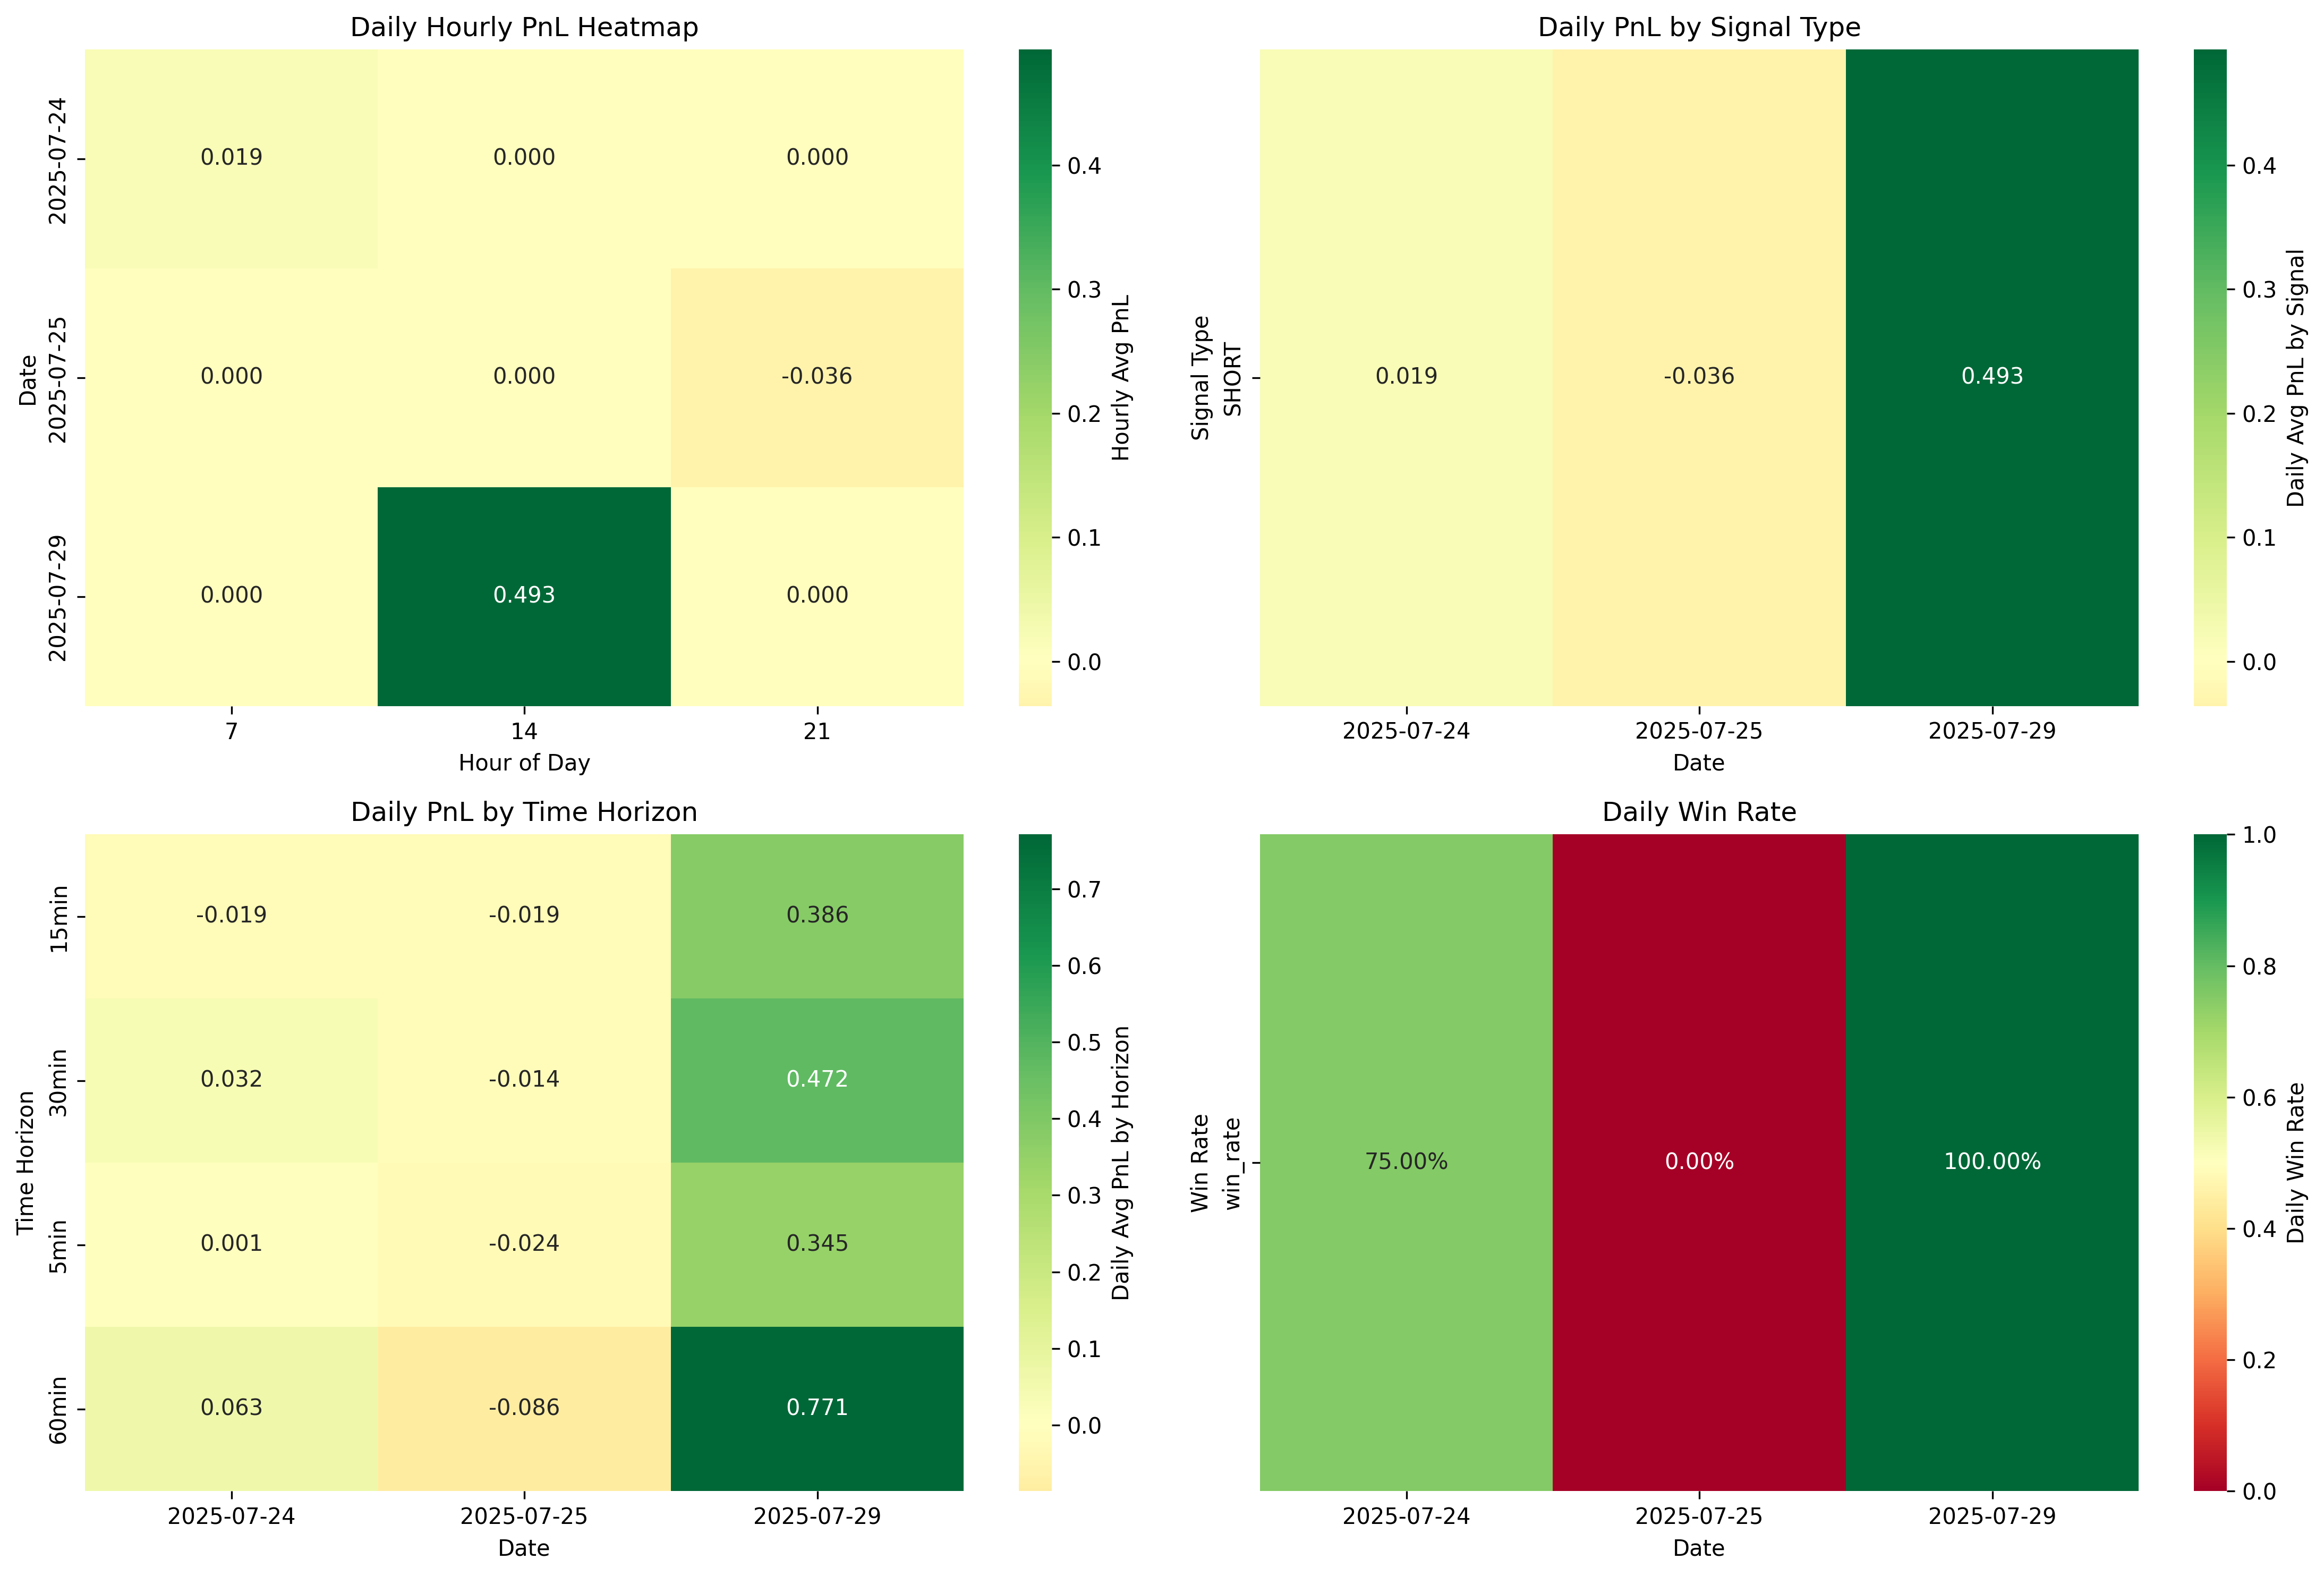 Daily Hourly PnL Heatmap
Date
2025-07-24
2025-07-25
2025-07-29
0.019 0.000 0.000
0.000 0.000 -0.036
0.000 0.493 0.000
7 14 21
Hour of Day
0.4
0.3
0.2
0.1
0.0
Hourly Avg PnL
Daily PnL by Signal Type
Signal Type
SHORT
0.019 -0.036 0.493
2025-07-24 2025-07-25 2025-07-29
Date
0.4
0.3
0.2
0.1
0.0
Daily Avg PnL by Signal
Daily PnL by Time Horizon
Time Horizon
15min
30min
5min
60min
-0.019 -0.019 0.386
0.032 -0.014 0.472
0.001 -0.024 0.345
0.063 -0.086 0.771
2025-07-24 2025-07-25 2025-07-29
Date
0.7
0.6
0.5
0.4
0.3
0.2
0.1
0.0
Daily Avg PnL by Horizon
Daily Win Rate
Win Rate
win_rate
75.00% 0.00% 100.00%
2025-07-24 2025-07-25 2025-07-29
Date
1.0
0.8
0.6
0.4
0.2
0.0
Daily Win Rate